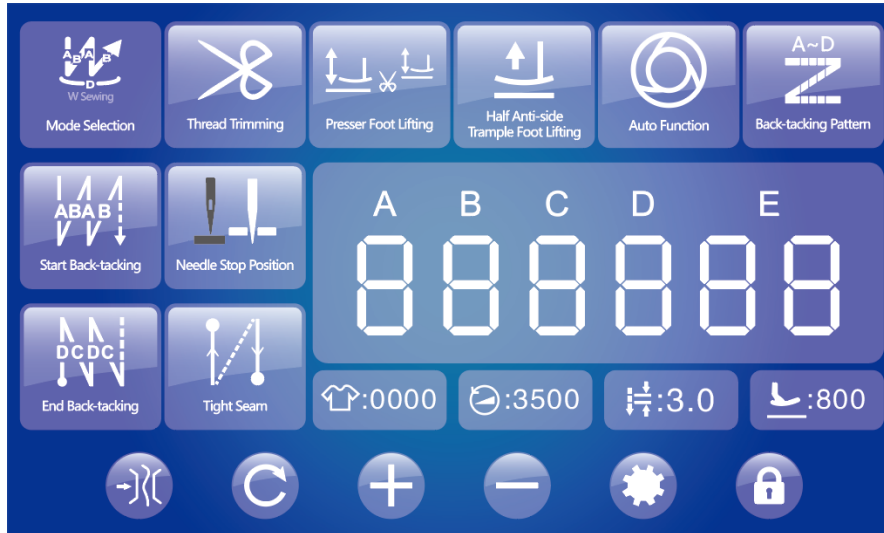 A B A B
D
W Sewing
Mode Selection
Thread Trimming
Presser Foot Lifting
Half Anti-side
Trample Foot Lifting
Auto Function
A~D
Back-tacking Pattern
ABAB
Start Back-tacking
Needle Stop Position
A B C D E
888888
DCDC
End Back-tacking
Tight Seam
:0000
:3500
:3.0
:800